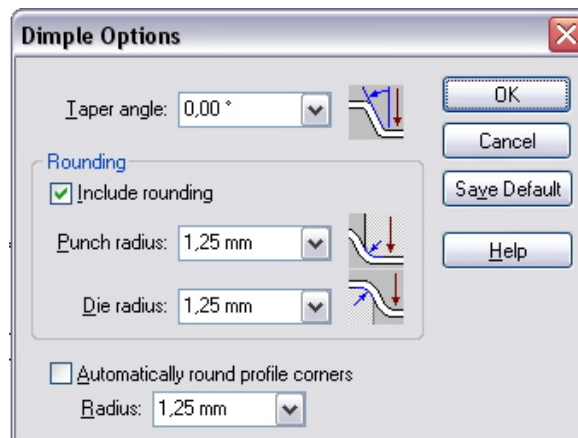 Dimple Options
Taper angle: 0,00 °
OK
Cancel
Save Default
Help
Rounding
Include rounding
Punch radius: 1,25 mm
Die radius: 1,25 mm
Automatically round profile corners
Radius: 1,25 mm